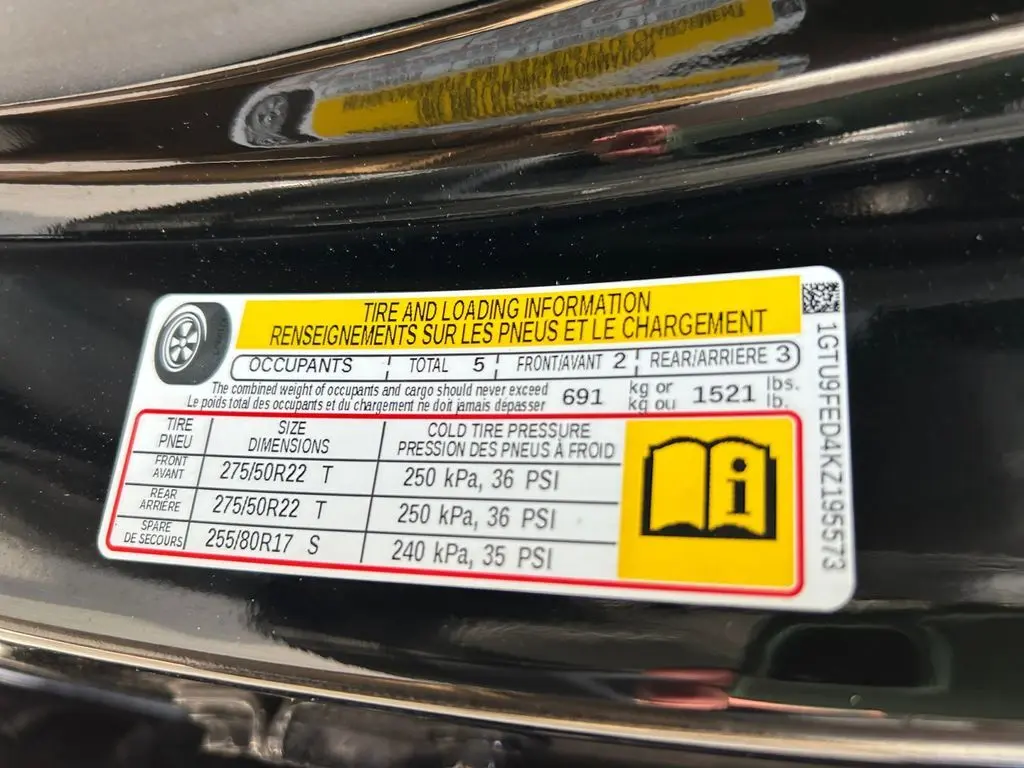 TIRE AND LOADING INFORMATION
RENSEIGNEMENTS SUR LES PNEUS ET LE CHARGEMENT
OCCUPANTS TOTAL 5 FRONT/AVANT 2 REAR/ARRIÈRE 3
The combined weight of occupants and cargo should never exceed 691 kg or 1521 lbs.
Le poids total des occupants et du chargement ne doit jamais dépasser kg ou lb.
TIRE PNEU SIZE DIMENSIONS COLD TIRE PRESSURE PRESSION DES PNEUS À FROID
FRONT AVANT 275/50R22 T 250 kPa, 36 PSI
REAR ARRIÈRE 275/50R22 T 250 kPa, 36 PSI
SPARE DE SECOURS 255/80R17 S 240 kPa, 35 PSI
i
1GTU9FED4KZ195573